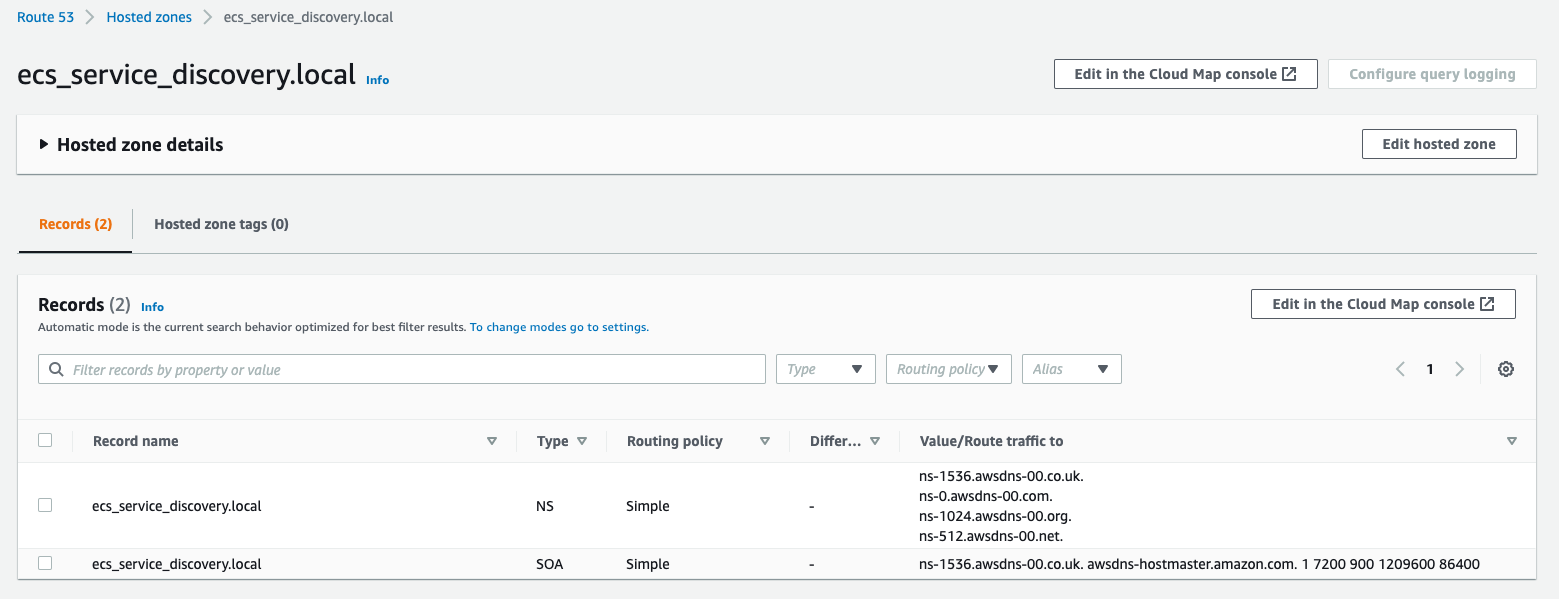 Route 53 Hosted zones ecs_service_discovery.local
ecs_service_discovery.local Info
Edit in the Cloud Map console Configure query logging
Hosted zone details Edit hosted zone
Records (2) Hosted zone tags (0)
Records (2) Info
Edit in the Cloud Map console
Automatic mode is the current search behavior optimized for best filter results. To change modes go to settings.
Filter records by property or value Type Routing policy Alias 1
Record name Type Routing policy Differ... Value/Route traffic to
ns-1536.awsdns-00.co.uk.
ns-0.awsdns-00.com.
ecs_service_discovery.local NS Simple -
ns-1024.awsdns-00.org.
ns-512.awsdns-00.net.
ecs_service_discovery.local SOA Simple - ns-1536.awsdns-00.co.uk. awsdns-hostmaster.amazon.com. 1 7200 900 1209600 86400